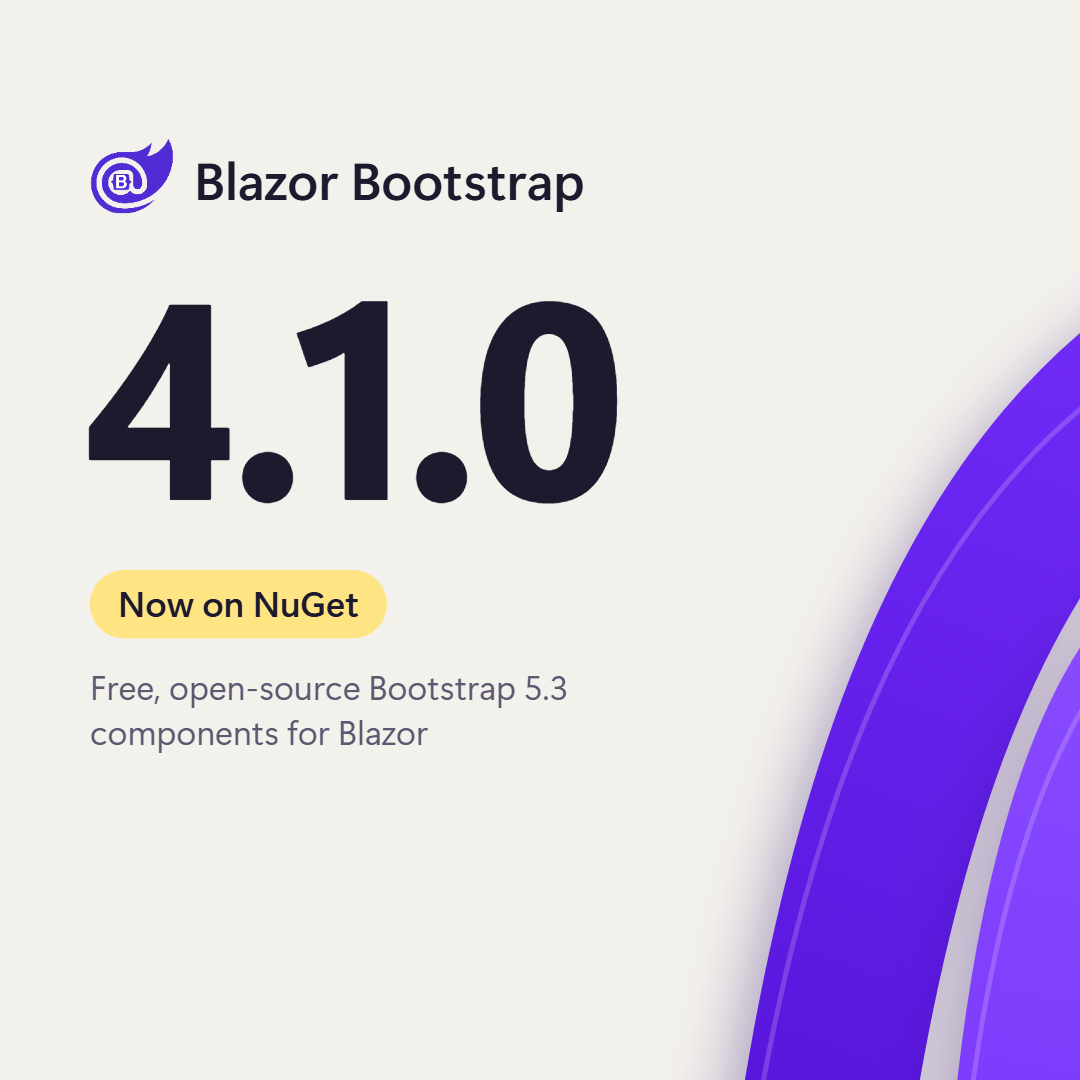 Blazor Bootstrap
4.1.0
Now on NuGet
Free, open-source Bootstrap 5.3
components for Blazor